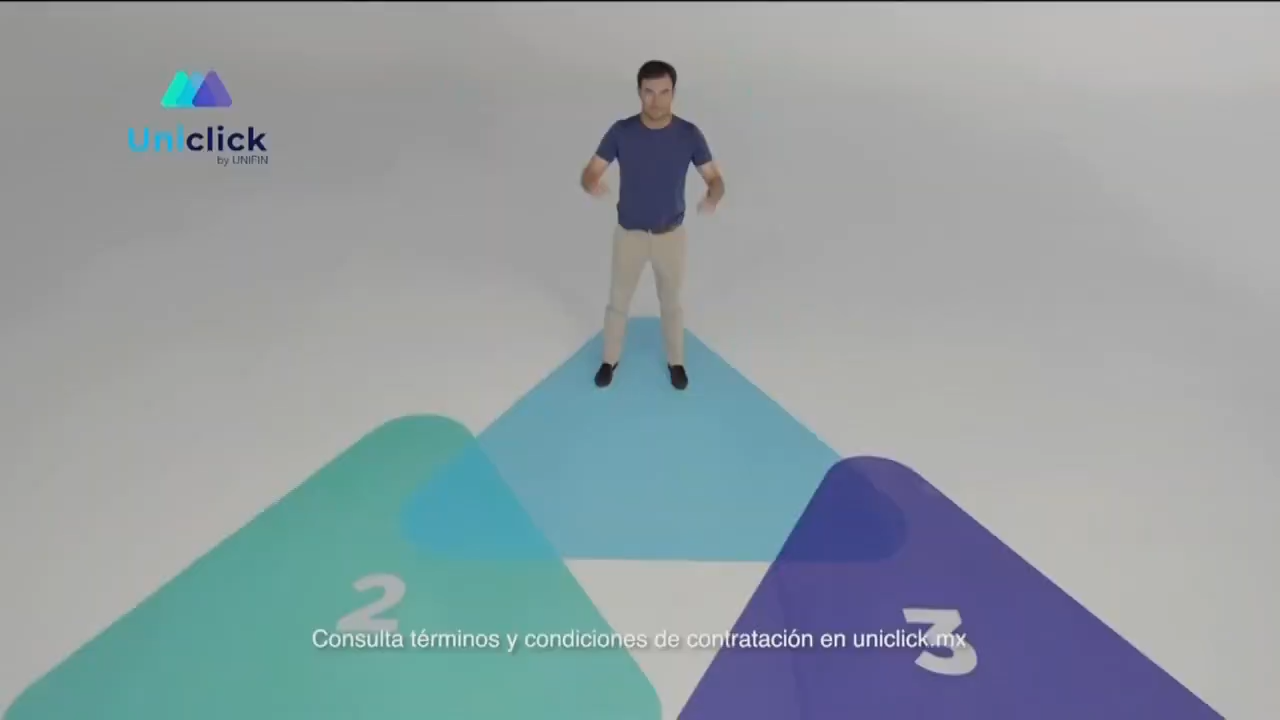 Uniclick
by UNIFIN
2
3
Consulta términos y condiciones de contratación en uniclick.mx